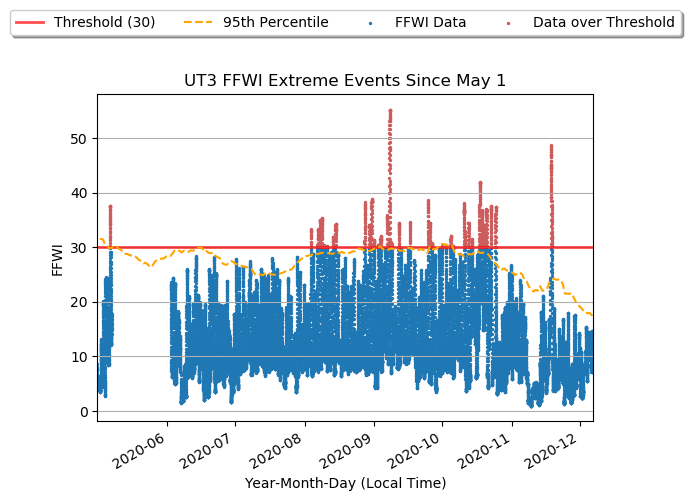 Threshold (30) 95th Percentile FFWI Data Data over Threshold
UT3 FFWI Extreme Events Since May 1
50
40
30
20
10
0
FFWI
2020-06 2020-07 2020-08 2020-09 2020-10 2020-11 2020-12
Year-Month-Day (Local Time)